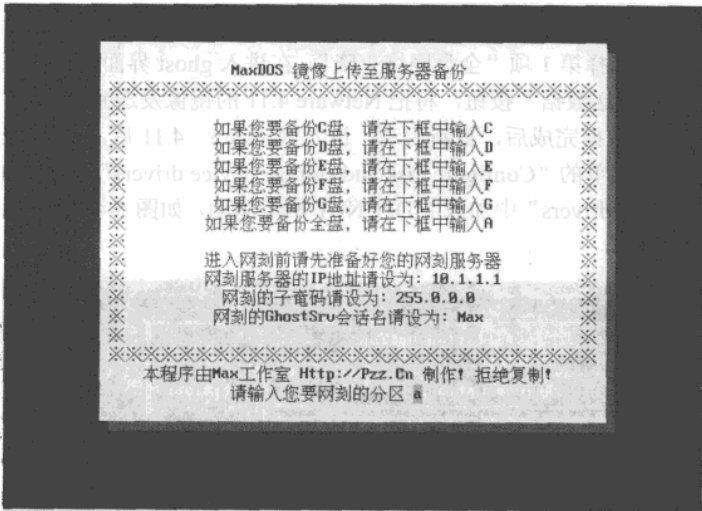 MaxDOS 镜像上传至服务器备份
如果您要备份C盘，请在下框中输入C
如果您要备份D盘，请在下框中输入D
如果您要备份E盘，请在下框中输入E
如果您要备份F盘，请在下框中输入F
如果您要备份G盘，请在下框中输入G
如果您要备份全盘，请在下框中输入A
进入网刻前请先准备好您的网刻服务器
网刻服务器的IP地址请设为：10.1.1.1
网刻的子奄码请设为：255.0.0.0
网刻的GhostSrv会话名请设为：Max
本程序由Max工作室 Http://Pzz.Cn 制作! 拒绝复制!
请输入您要网刻的分区 a